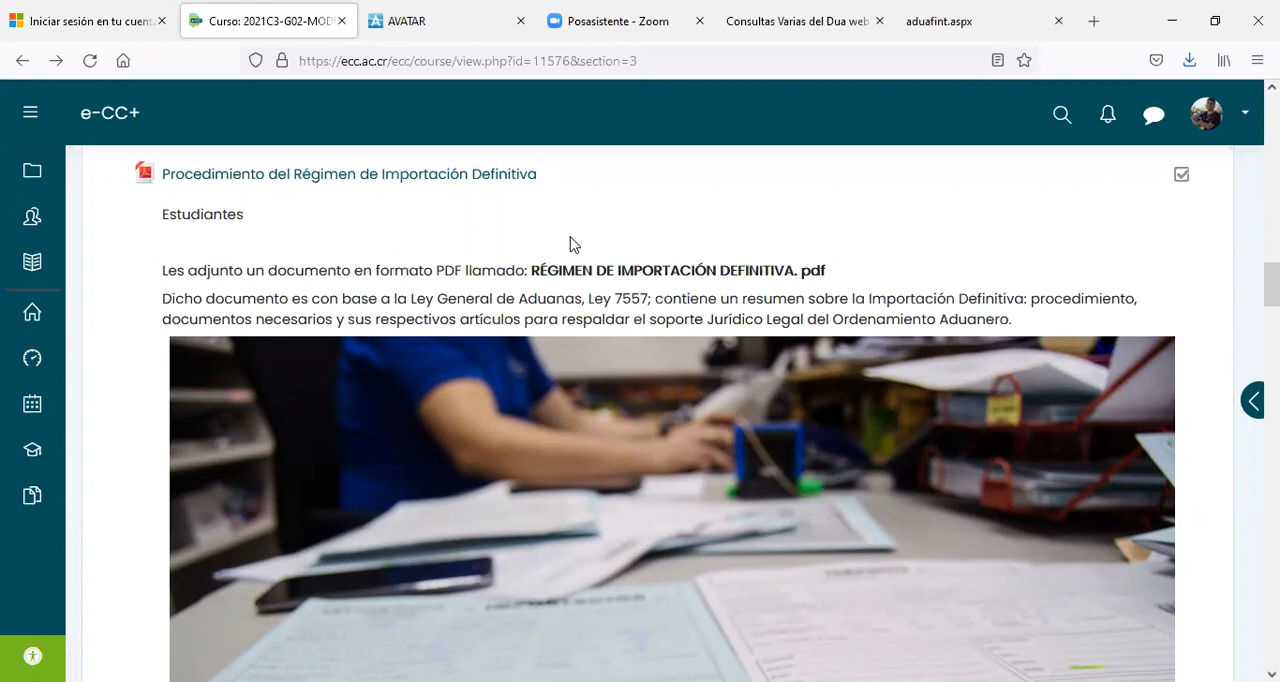 Iniciar sesión en tu cuenta
Curso: 2021C3-G02-MOD
AVATAR
Posasistente - Zoom
Consultas Varias del Dua web
aduafint.aspx
https://ecc.ac.cr/ecc/course/view.php?id=11576&section=3
e-CC+
Procedimiento del Régimen de Importación Definitiva
Estudiantes
Les adjunto un documento en formato PDF llamado: RÉGIMEN DE IMPORTACIÓN DEFINITIVA. pdf
Dicho documento es con base a la Ley General de Aduanas, Ley 7557; contiene un resumen sobre la Importación Definitiva: procedimiento,
documentos necesarios y sus respectivos artículos para respaldar el soporte Jurídico Legal del Ordenamiento Aduanero.